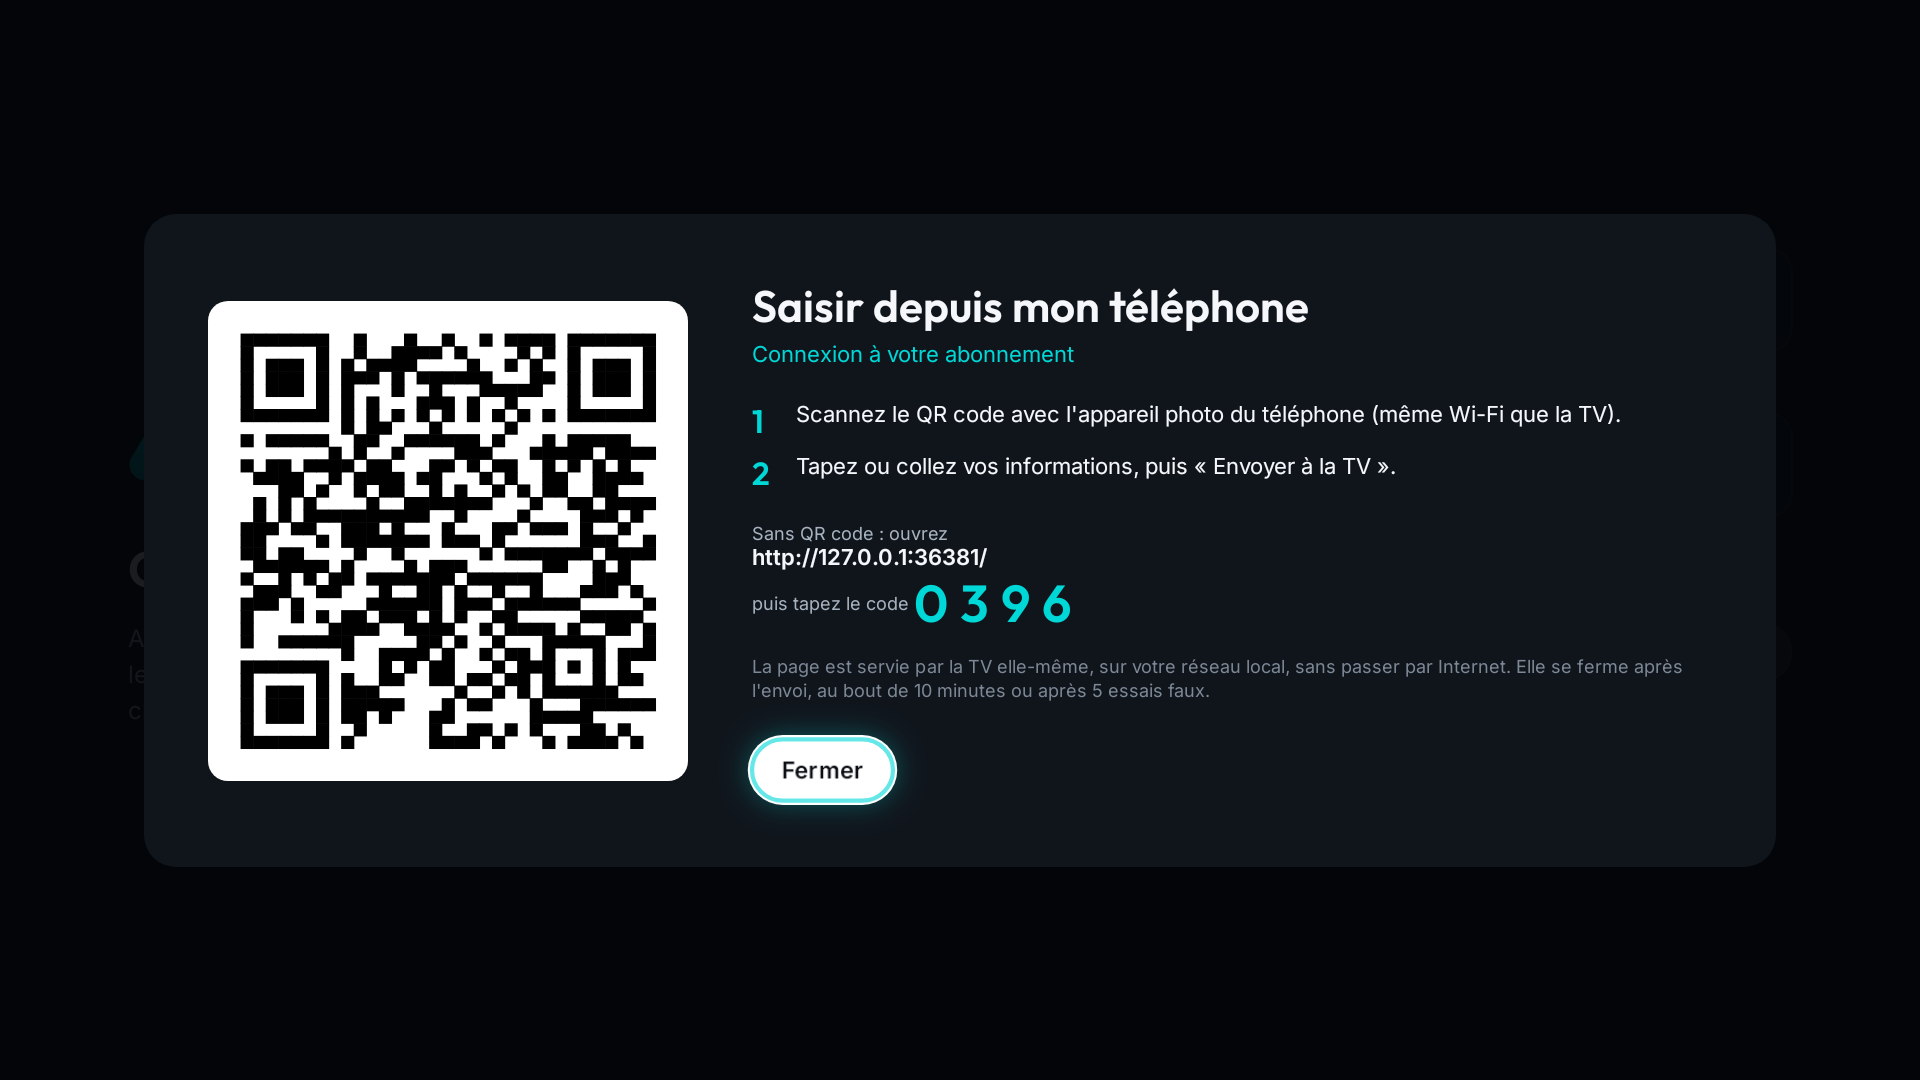 Saisir depuis mon téléphone
Connexion à votre abonnement
1 Scannez le QR code avec l'appareil photo du téléphone (même Wi-Fi que la TV).
2 Tapez ou collez vos informations, puis « Envoyer à la TV ».
Sans QR code : ouvrez
http://127.0.0.1:36381/
puis tapez le code 0 3 9 6
La page est servie par la TV elle-même, sur votre réseau local, sans passer par Internet. Elle se ferme après
l'envoi, au bout de 10 minutes ou après 5 essais faux.
Fermer